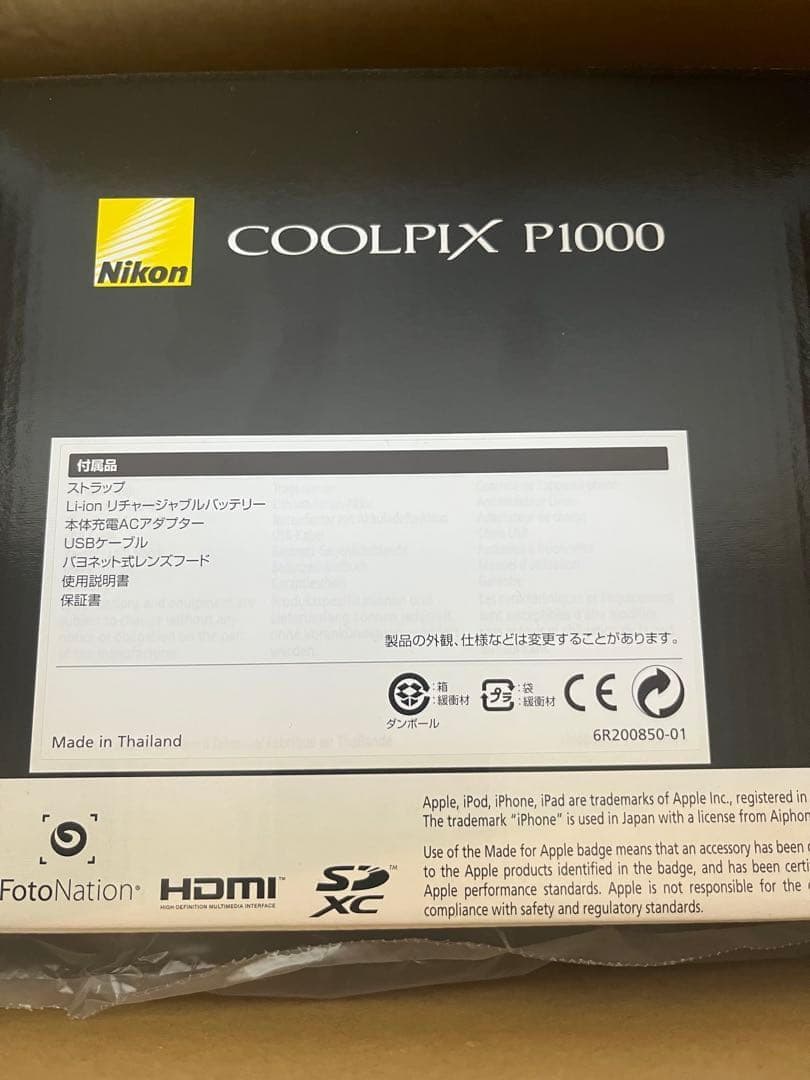 Nikon COOLPIX P1000
付属品
ストラップ
Li-ion リチャージャブルバッテリー
本体充電ACアダプター
USBケーブル
バヨネット式レンズフード
使用説明書
保証書
製品の外観、仕様などは変更することがあります。
:箱
:緩衝材
ダンボール
プラ
:袋
:緩衝材
CE
Made in Thailand
6R200850-01
FotoNation
HDMI™
HIGH-DEFINITION MULTIMEDIA INTERFACE
SD XC™
Apple, iPod, iPhone, iPad are trademarks of Apple Inc., registered in
The trademark “iPhone” is used in Japan with a license from Aiphon
Use of the Made for Apple badge means that an accessory has been
to the Apple products identified in the badge, and has been certi
Apple performance standards. Apple is not responsible for the
compliance with safety and regulatory standards.